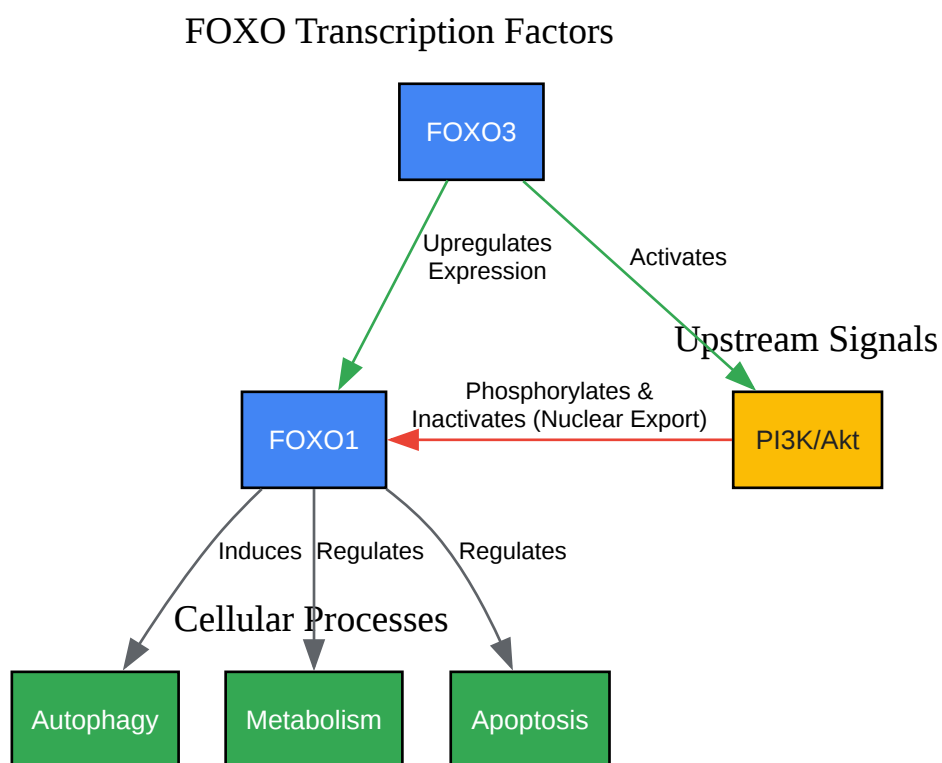 FOXO Transcription Factors
FOXO3
Upregulates
Expression
Activates
Upstream Signals
Phosphorylates &
Inactivates (Nuclear Export)
FOXO1
PI3K/Akt
Induces
Regulates
Regulates
Cellular Processes
Autophagy
Metabolism
Apoptosis